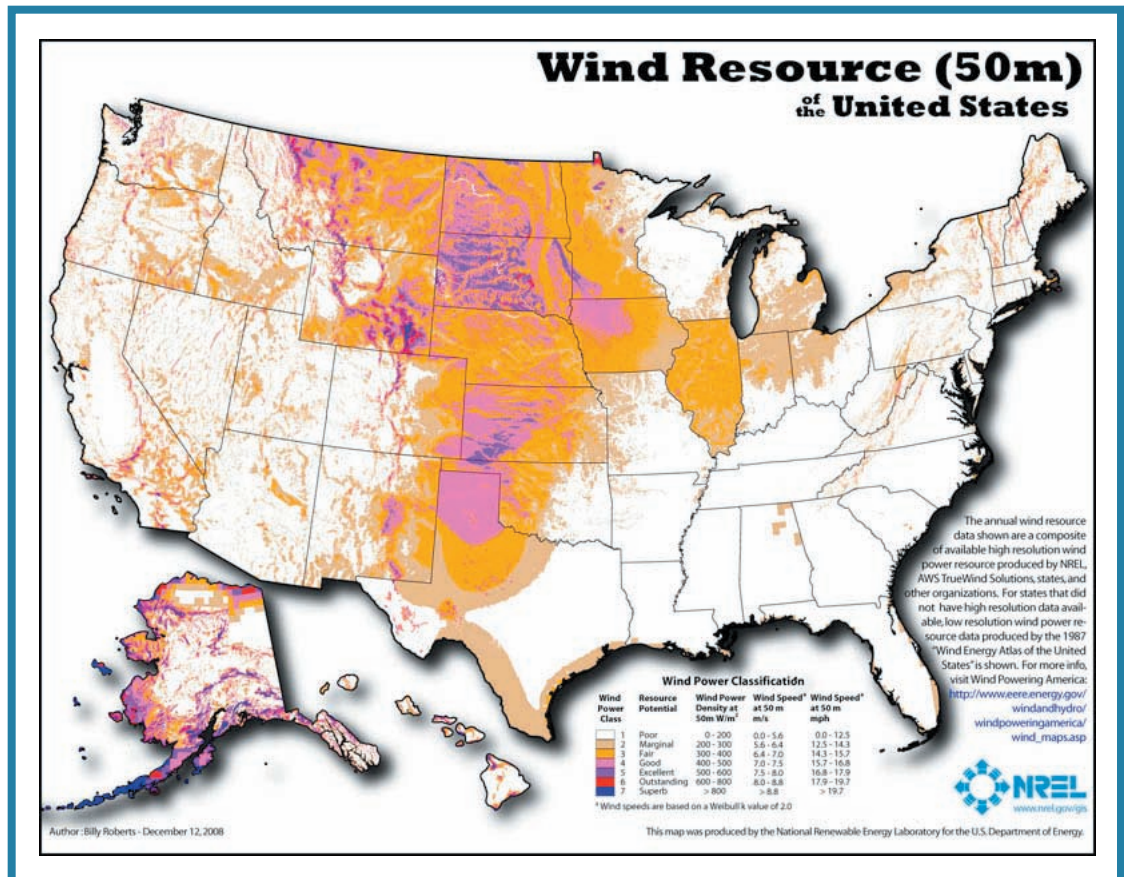 Wind Resource (50m)
of the United States
The annual wind resource
data shown are a composite
of available high resolution wind
power resource produced by NREL,
AWS TrueWind Solutions, states, and
other organizations. For states that did
not have high resolution data avail-
able, low resolution wind power re-
source data produced by the 1987
"Wind Energy Atlas of the United
States" is shown. For more info,
visit Wind Powering America:
http://www.eere.energy.gov/
windandhydro/
windpoweringamerica/
wind_maps.asp
Wind Power Classification
Wind Power Class Resource Potential Wind Power Density at 50m W/m² Wind Speedª at 50 m m/s Wind Speedª at 50 m mph
1 Poor 0 - 200 0.0 - 5.6 0.0 - 12.5
2 Marginal 200 - 300 5.6 - 6.4 12.5 - 14.3
3 Fair 300 - 400 6.4 - 7.0 14.3 - 15.7
4 Good 400 - 500 7.0 - 7.5 15.7 - 16.8
5 Excellent 500 - 600 7.5 - 8.0 16.8 - 17.9
6 Outstanding 600 - 800 8.0 - 8.8 17.9 - 19.7
7 Superb > 800 > 8.8 > 19.7
ª Wind speeds are based on a Weibull k value of 2.0
NREL
www.nrel.gov/gis
Author : Billy Roberts - December 12, 2008
This map was produced by the National Renewable Energy Laboratory for the U.S. Department of Energy.